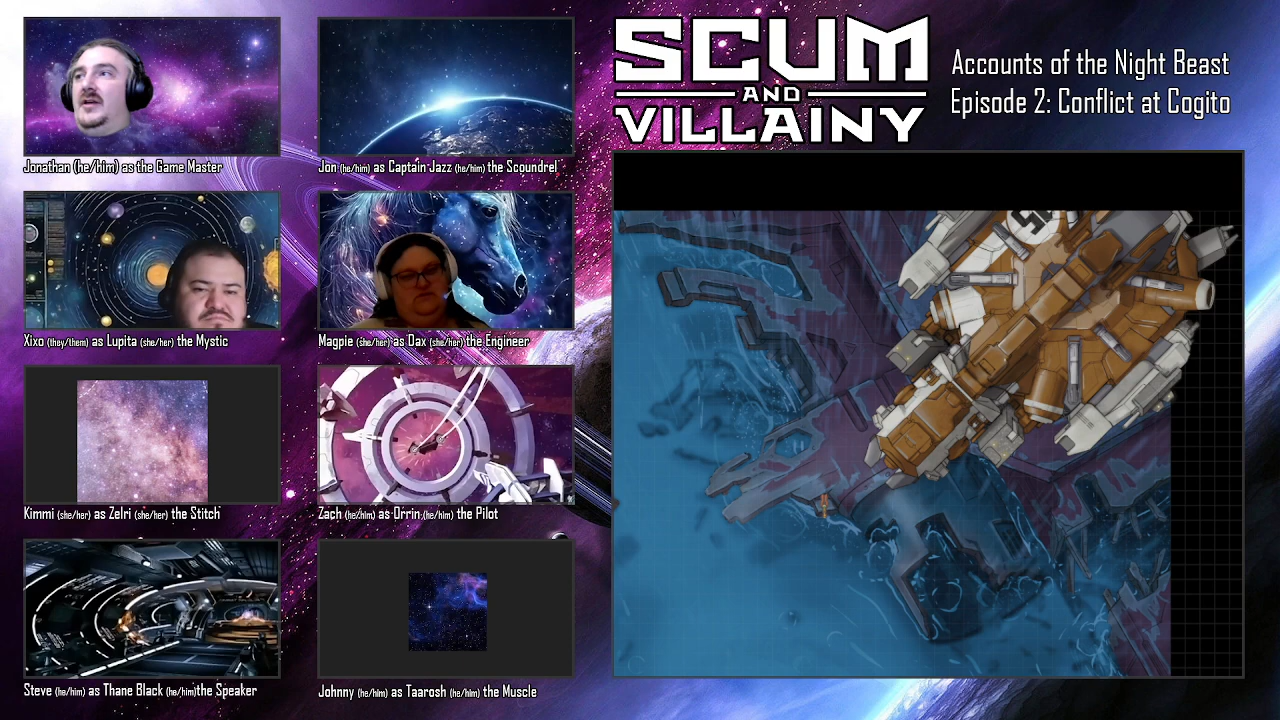 SCUM
AND
VILLAINY
Accounts of the Night Beast
Episode 2: Conflict at Cogito
Jonathan (he/him) as the Game Master
Jon (he/him) as Captain Jazz (he/him) the Scoundrel
Xixo (they/them) as Lupita (she/her) the Mystic
Magpie (she/her) as Dax (she/her) the Engineer
Kimmi (she/her) as Zelri (she/her) the Stitch
Zach (he/him) as Orrin (he/him) the Pilot
Steve (he/him) as Thane Black (he/him)the Speaker
Johnny (he/him) as Taarosh (he/him) the Muscle